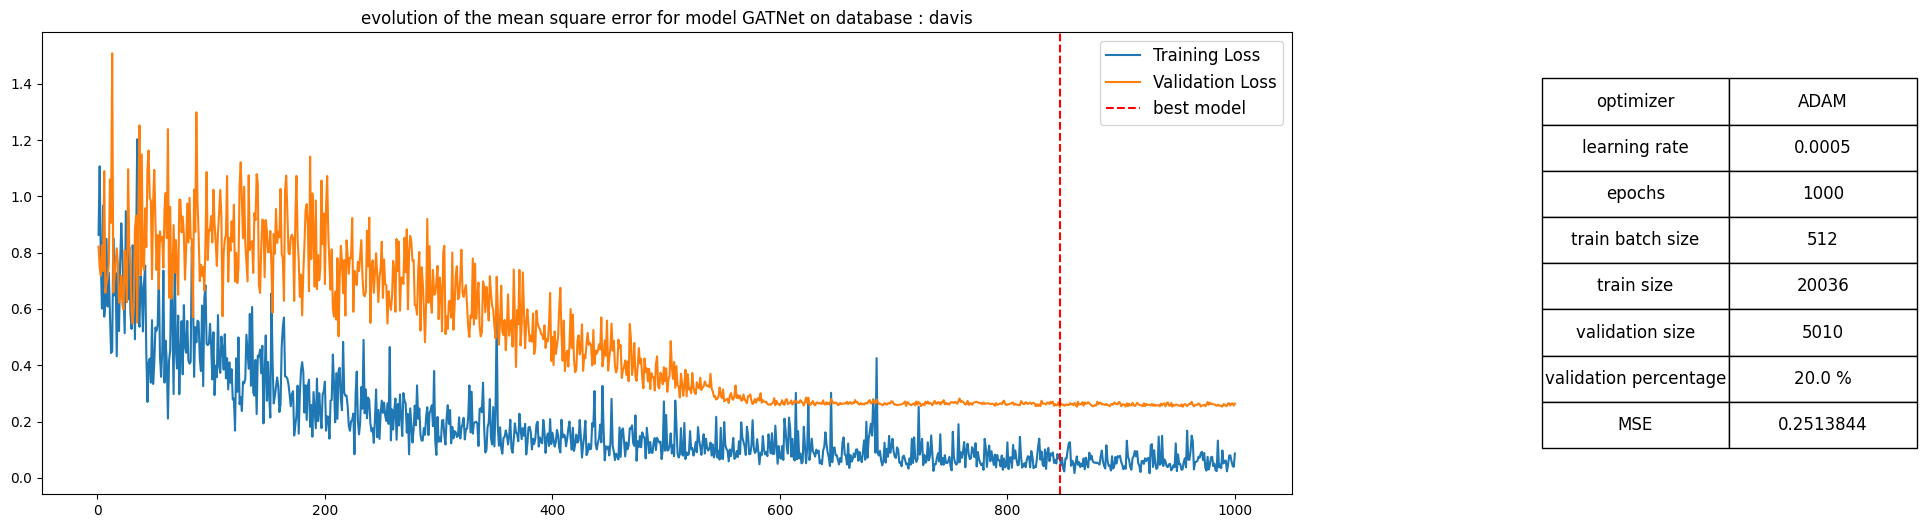 evolution of the mean square error for model GATNet on database : davis
Training Loss
Validation Loss
best model
1.4
1.2
1.0
0.8
0.6
0.4
0.2
0.0
0 200 400 600 800 1000
optimizer ADAM
learning rate 0.0005
epochs 1000
train batch size 512
train size 20036
validation size 5010
validation percentage 20.0 %
MSE 0.2513844